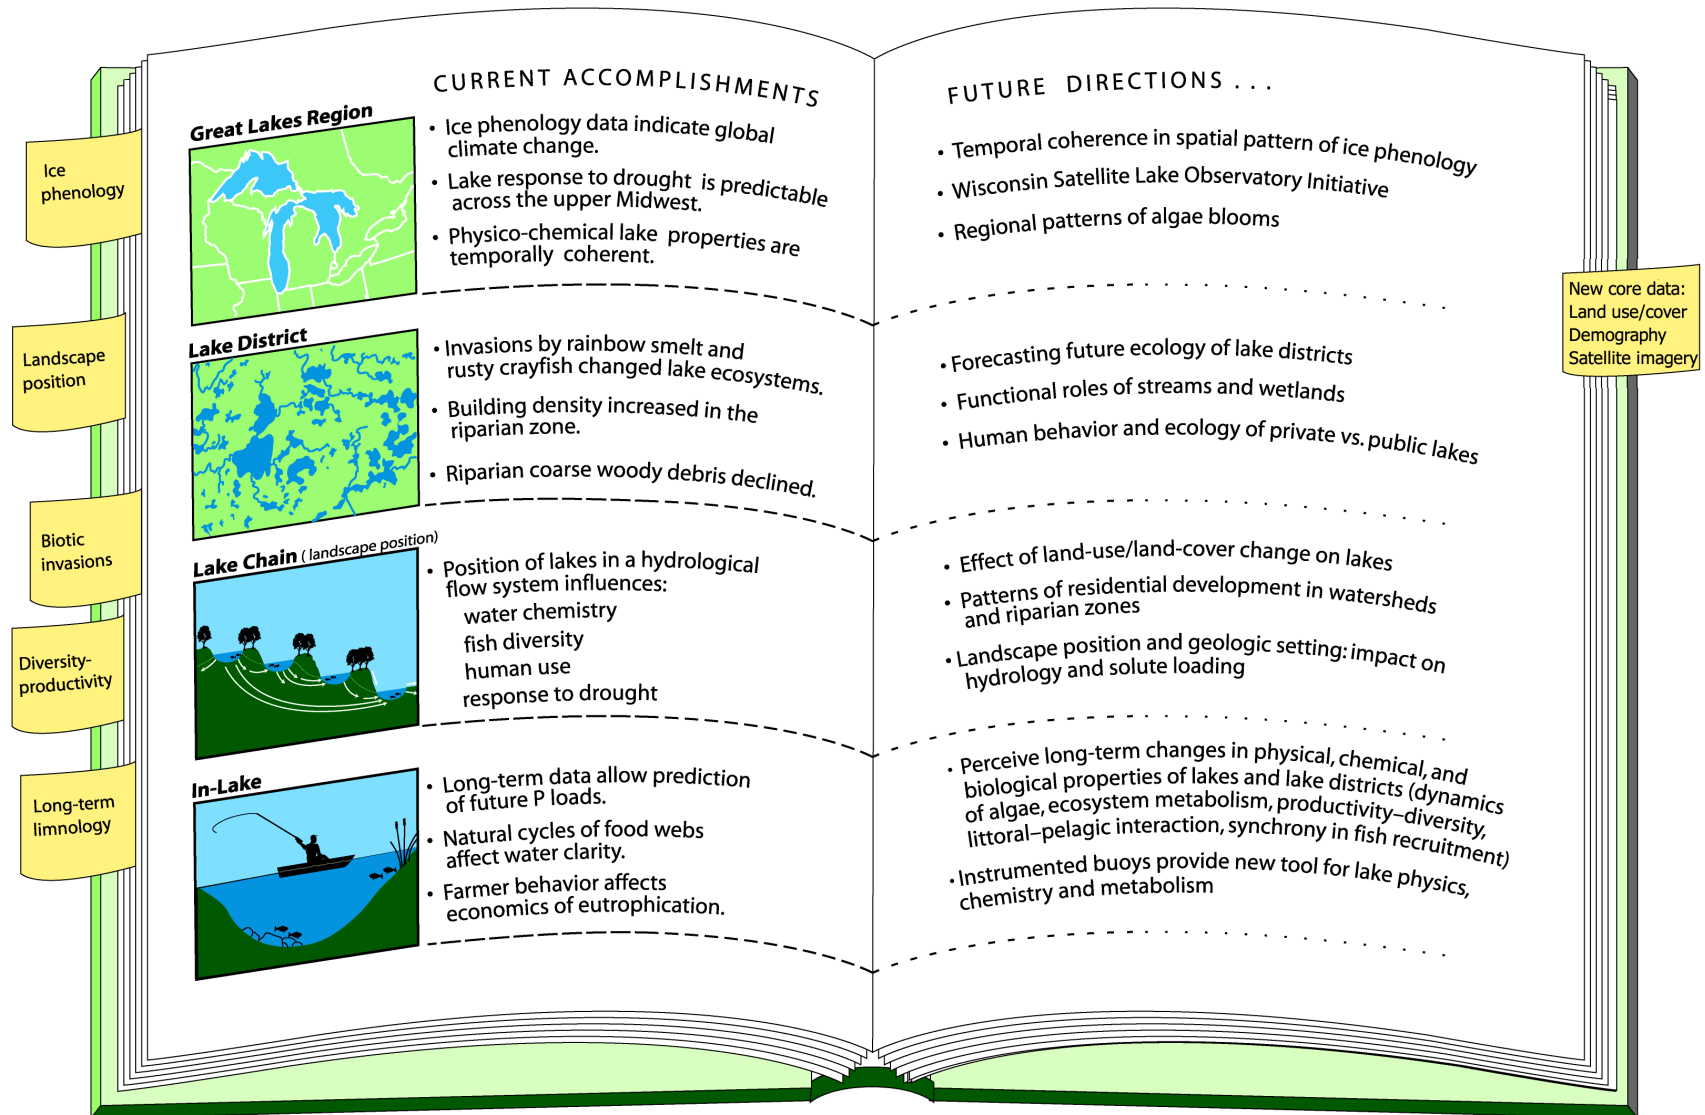 CURRENT ACCOMPLISHMENTS
Great Lakes Region
• Ice phenology data indicate global
climate change.
• Lake response to drought is predictable
across the upper Midwest.
• Physico-chemical lake properties are
temporally coherent.
Lake District
• Invasions by rainbow smelt and
rusty crayfish changed lake ecosystems.
• Building density increased in the
riparian zone.
• Riparian coarse woody debris declined.
Lake Chain ( landscape position)
• Position of lakes in a hydrological
flow system influences:
water chemistry
fish diversity
human use
response to drought
In-Lake
• Long-term data allow prediction
of future P loads.
• Natural cycles of food webs
affect water clarity.
• Farmer behavior affects
economics of eutrophication.
FUTURE DIRECTIONS . . .
• Temporal coherence in spatial pattern of ice phenology
• Wisconsin Satellite Lake Observatory Initiative
• Regional patterns of algae blooms
• Forecasting future ecology of lake districts
• Functional roles of streams and wetlands
• Human behavior and ecology of private vs. public lakes
• Effect of land-use/land-cover change on lakes
• Patterns of residential development in watersheds
and riparian zones
• Landscape position and geologic setting: impact on
hydrology and solute loading
• Perceive long-term changes in physical, chemical, and
biological properties of lakes and lake districts (dynamics
of algae, ecosystem metabolism, productivity–diversity,
littoral–pelagic interaction, synchrony in fish recruitment)
• Instrumented buoys provide new tool for lake physics,
chemistry and metabolism
Ice
phenology
Landscape
position
Biotic
invasions
Diversity-
productivity
Long-term
limnology
New core data:
Land use/cover
Demography
Satellite imagery